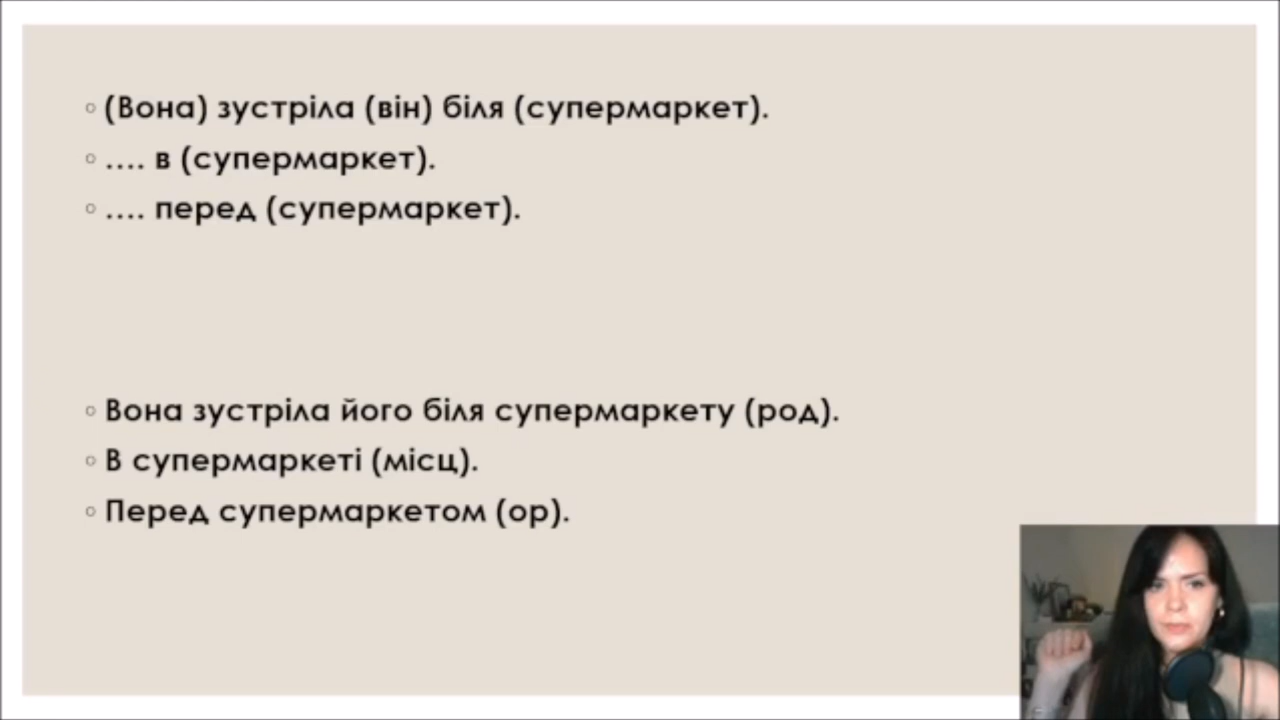 (Вона) зустріла (він) біля (супермаркет).
.... в (супермаркет).
.... перед (супермаркет).
Вона зустріла його біля супермаркету (род).
В супермаркеті (місц).
Перед супермаркетом (ор).